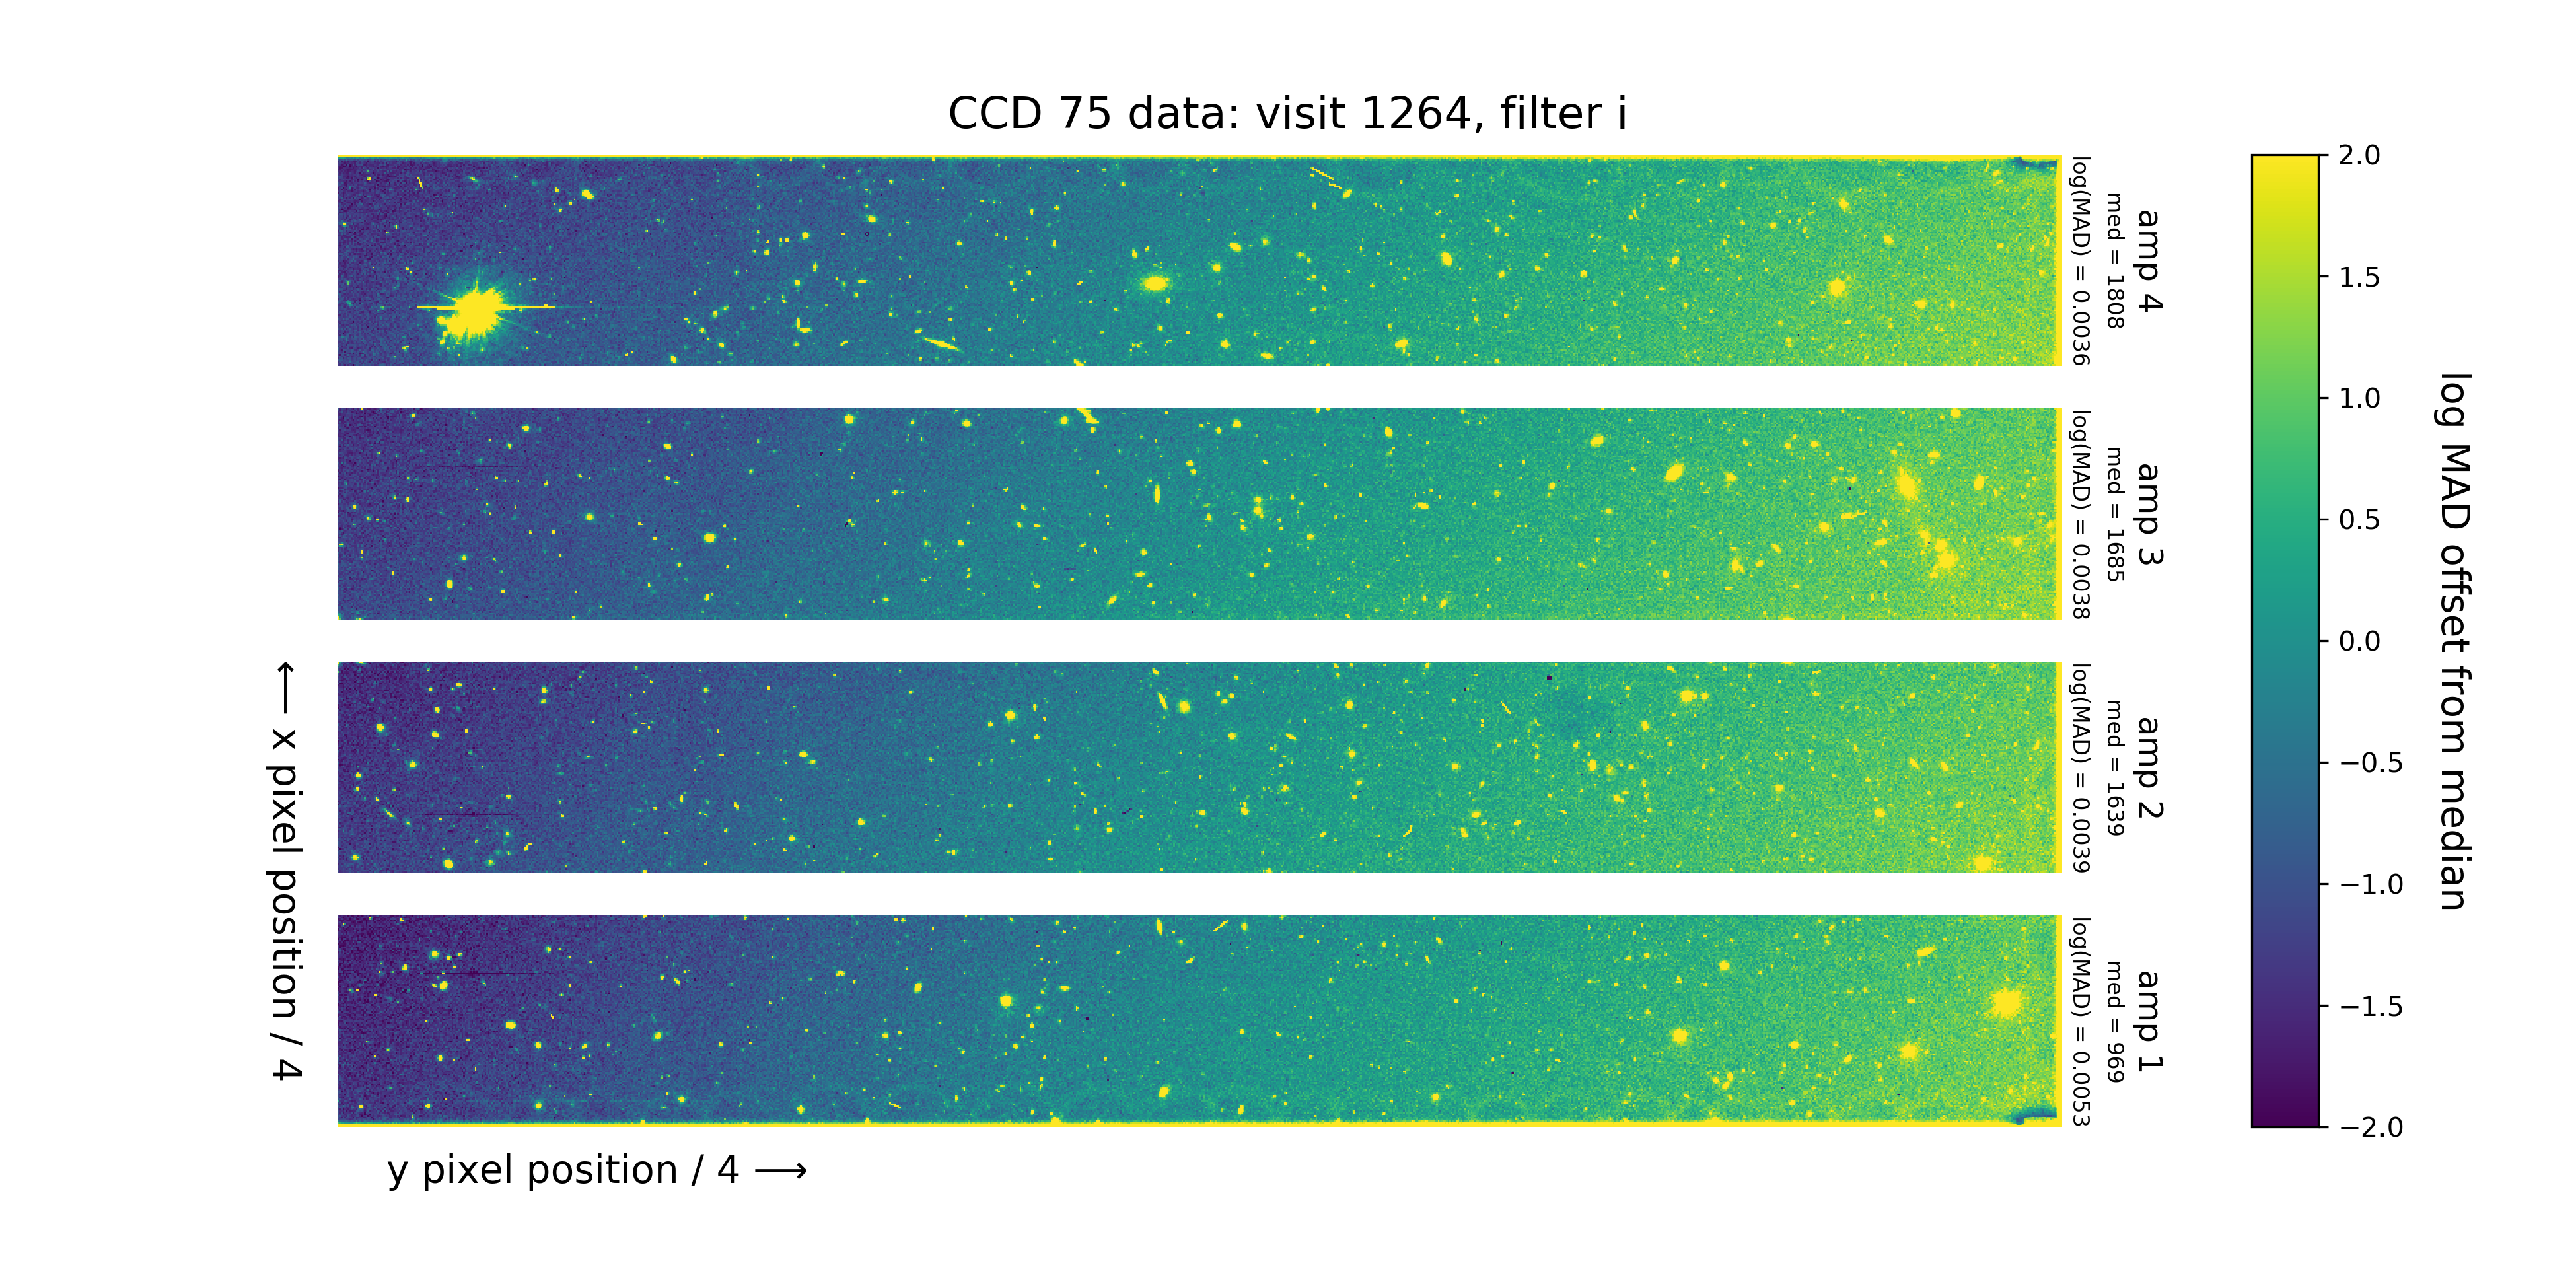 CCD 75 data: visit 1264, filter i
amp 4
med = 1808
log(MAD) = 0.0036
amp 3
med = 1685
log(MAD) = 0.0038
amp 2
med = 1639
log(MAD) = 0.0039
amp 1
med = 969
log(MAD) = 0.0053
⟵ x pixel position / 4
y pixel position / 4 ⟶
2.0
1.5
1.0
0.5
0.0
−0.5
−1.0
−1.5
−2.0
log MAD offset from median